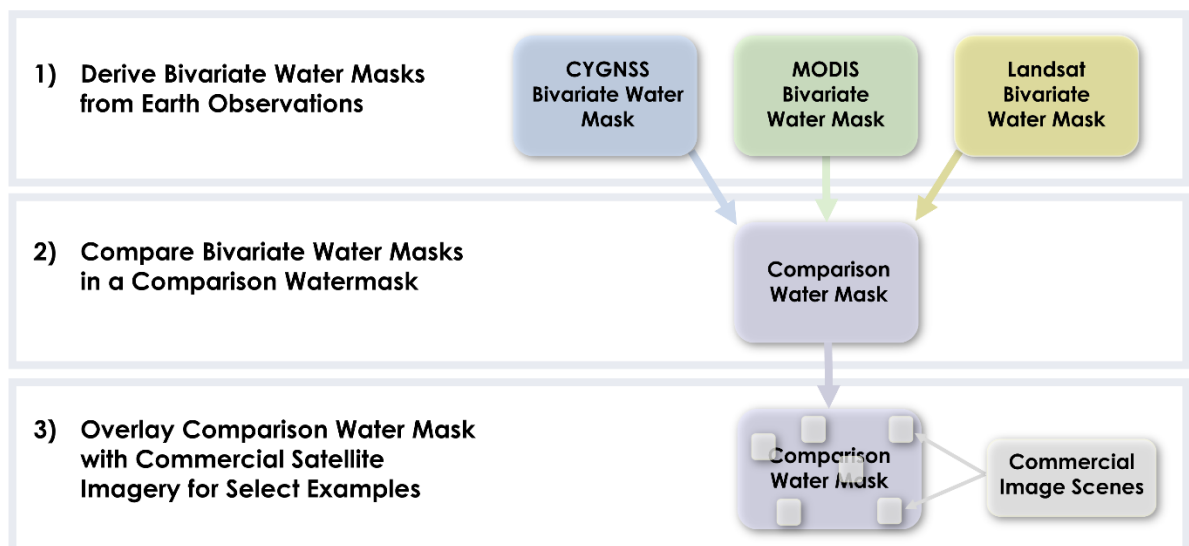 1) Derive Bivariate Water Masks
from Earth Observations
CYGNSS
Bivariate Water
Mask
MODIS
Bivariate
Water Mask
Landsat
Bivariate
Water Mask
2) Compare Bivariate Water Masks
in a Comparison Watermask
Comparison
Water Mask
3) Overlay Comparison Water Mask
with Commercial Satellite
Imagery for Select Examples
Comparison
Water Mask
Commercial
Image Scenes